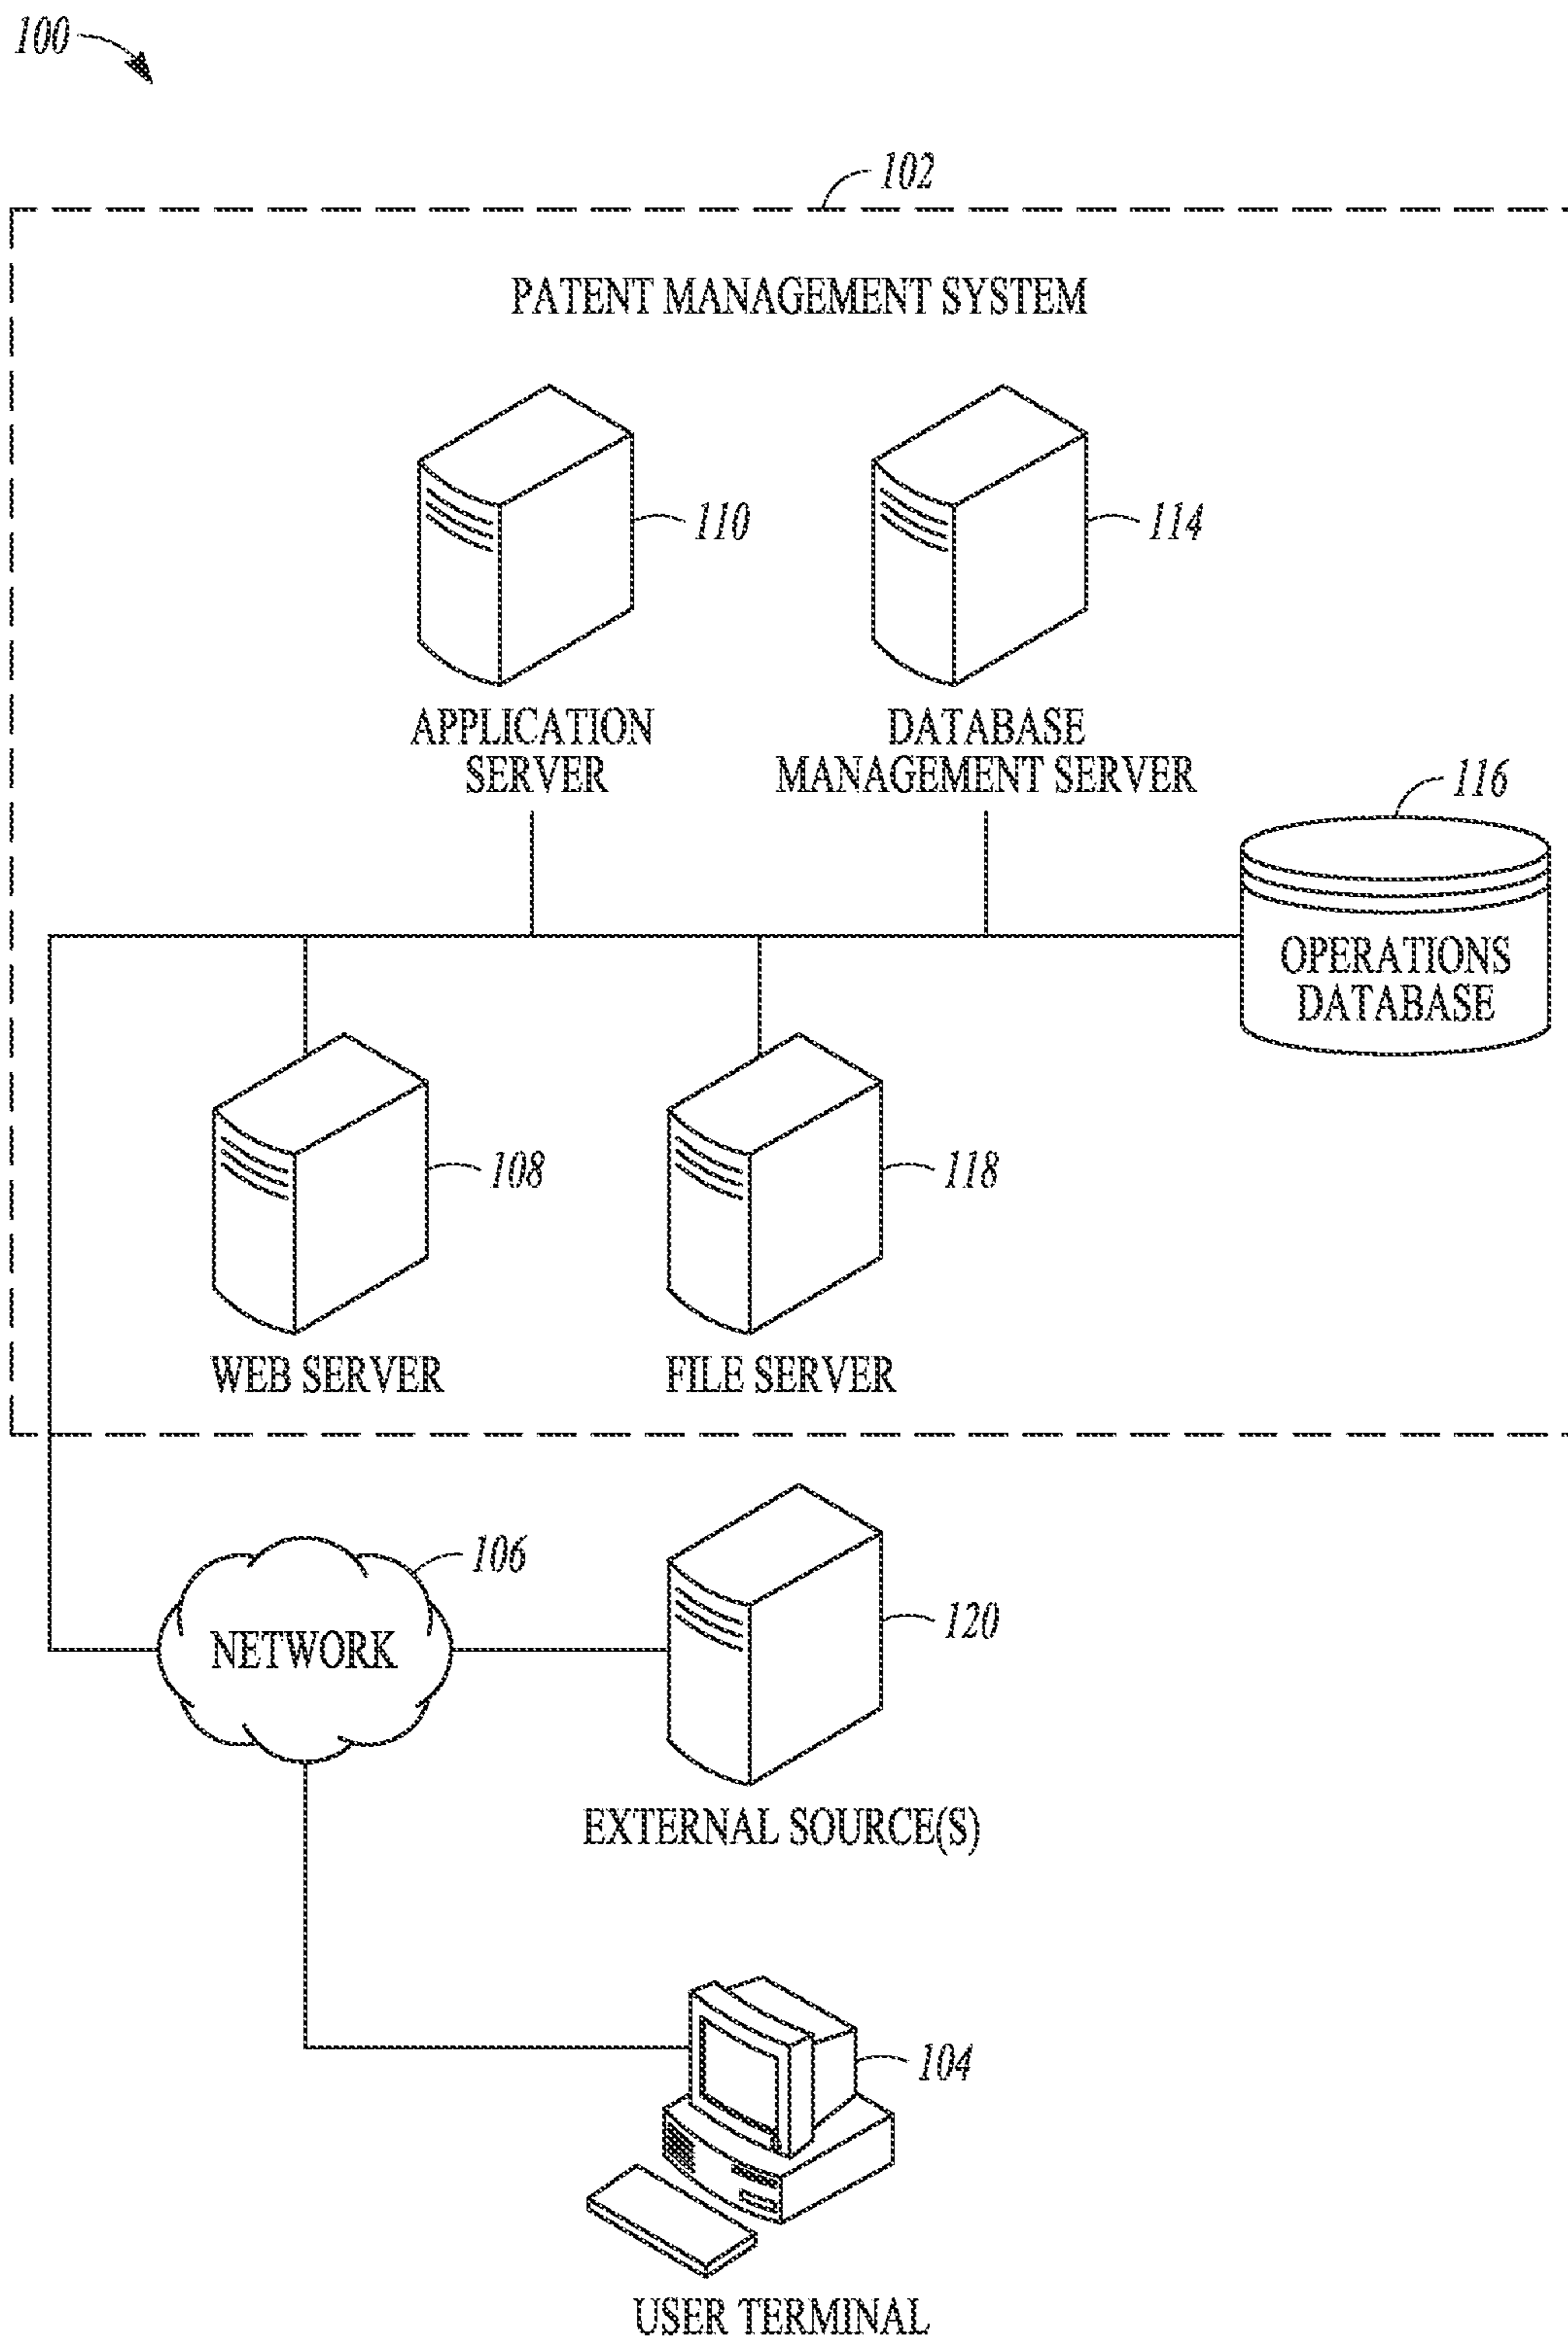 100
102
PATENT MANAGEMENT SYSTEM
110
114
APPLICATION
SERVER
DATABASE
MANAGEMENT SERVER
116
OPERATIONS
DATABASE
108
118
WEB SERVER
FILE SERVER
106
NETWORK
120
EXTERNAL SOURCE(S)
104
USER TERMINAL